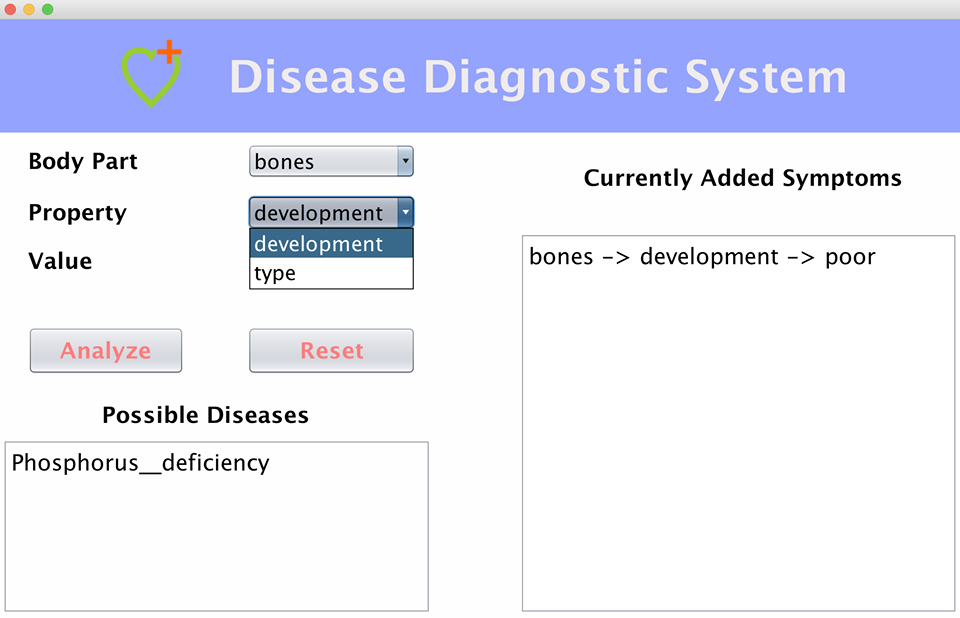 Disease Diagnostic System
Body Part
bones
Property
development
development
type
Value
Analyze
Reset
Possible Diseases
Phosphorus__deficiency
Currently Added Symptoms
bones -> development -> poor